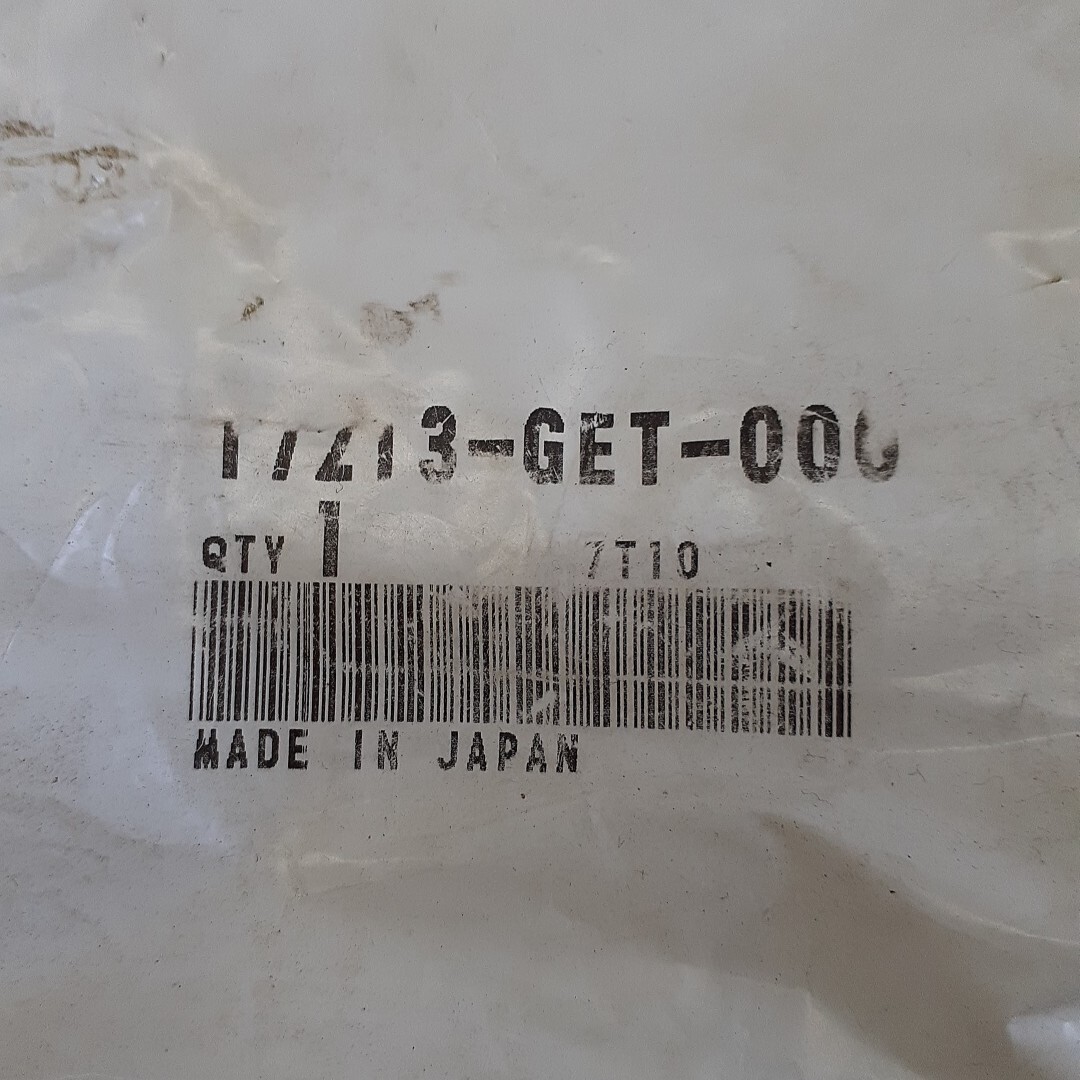 17213-GET-000
QTY 1 7T10
MADE IN JAPAN